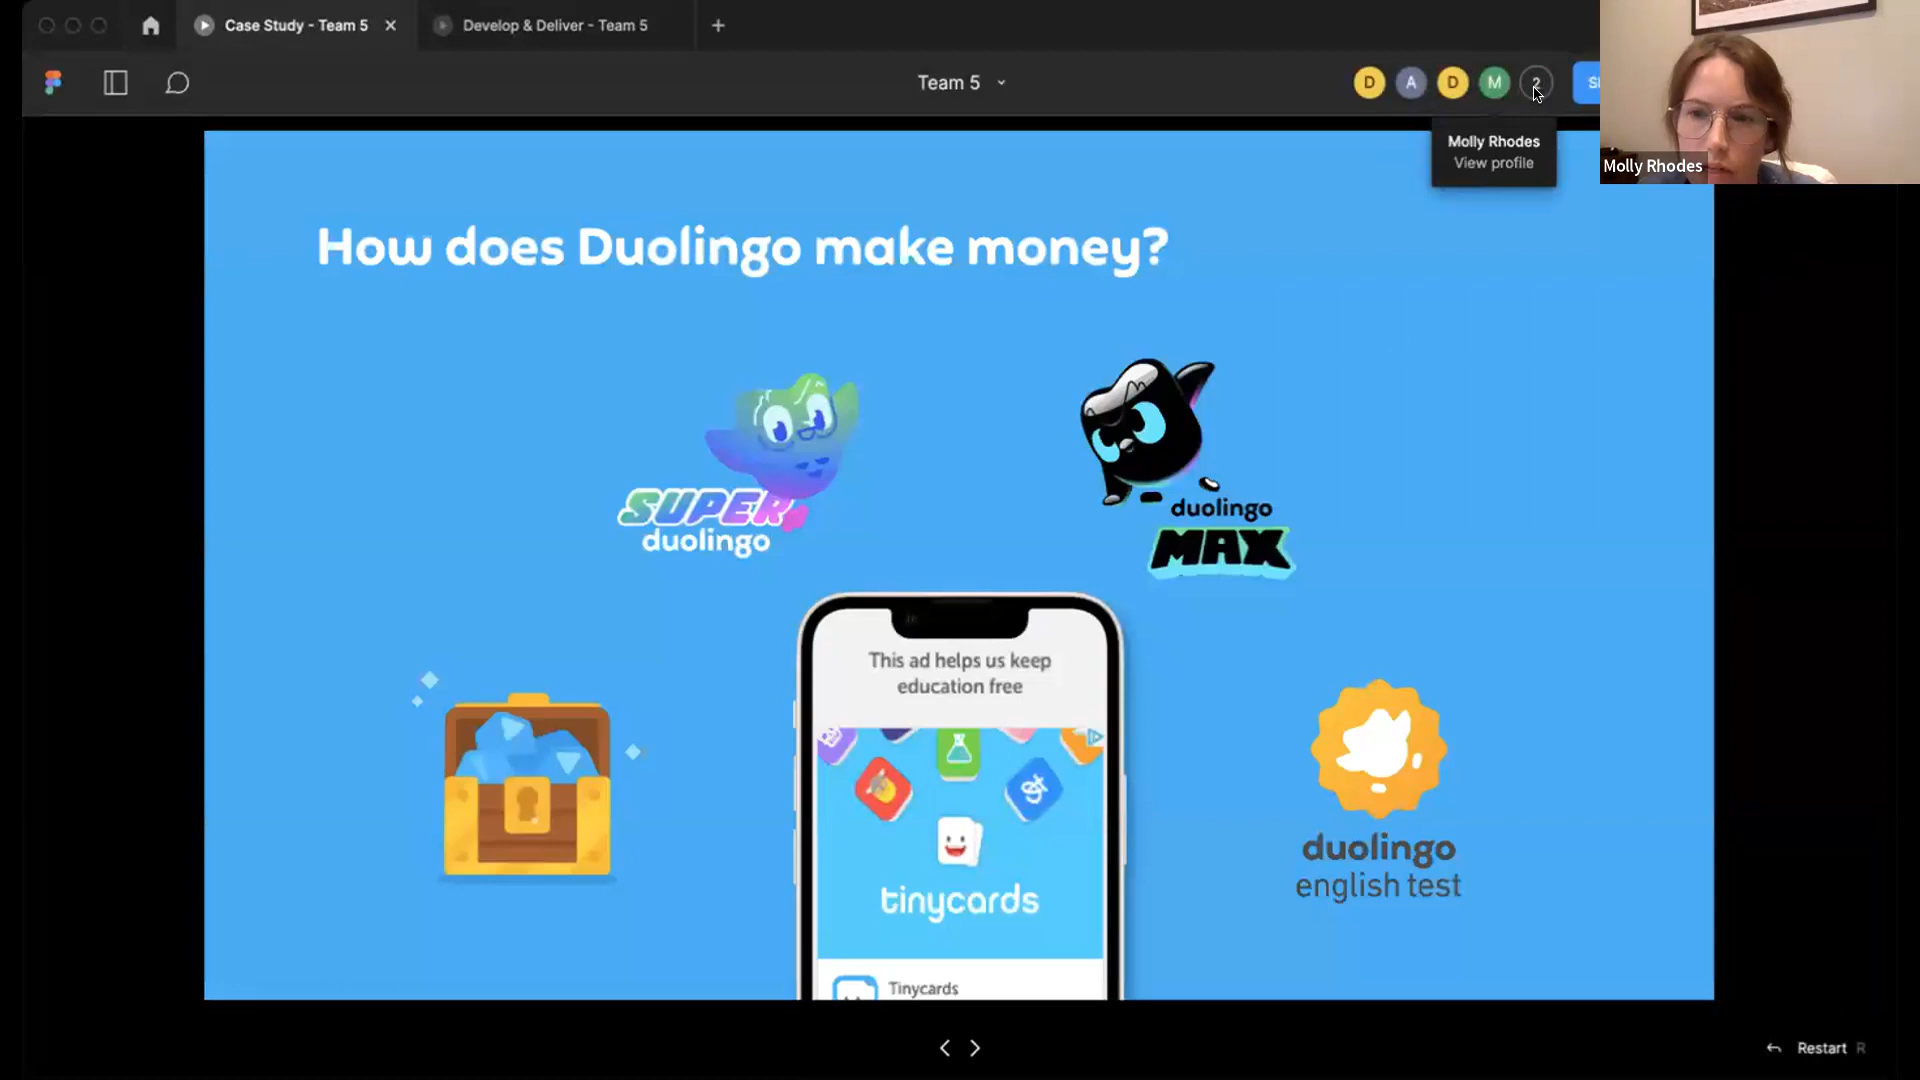 Case Study - Team 5
Develop & Deliver - Team 5
Team 5
D
A
D
M
2
Molly Rhodes
View profile
Molly Rhodes
How does Duolingo make money?
SUPER
duolingo
duolingo
MAX
This ad helps us keep
education free
tinycards
Tinycards
duolingo
english test
Restart R